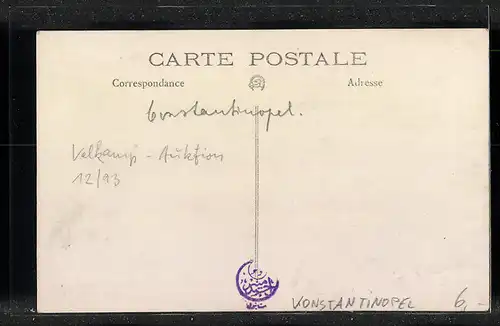 CARTE POSTALE
Correspondance Adresse
Constantinopel.
Velkamp - Auktion
12/93
KONSTANTINOPEL 6,-